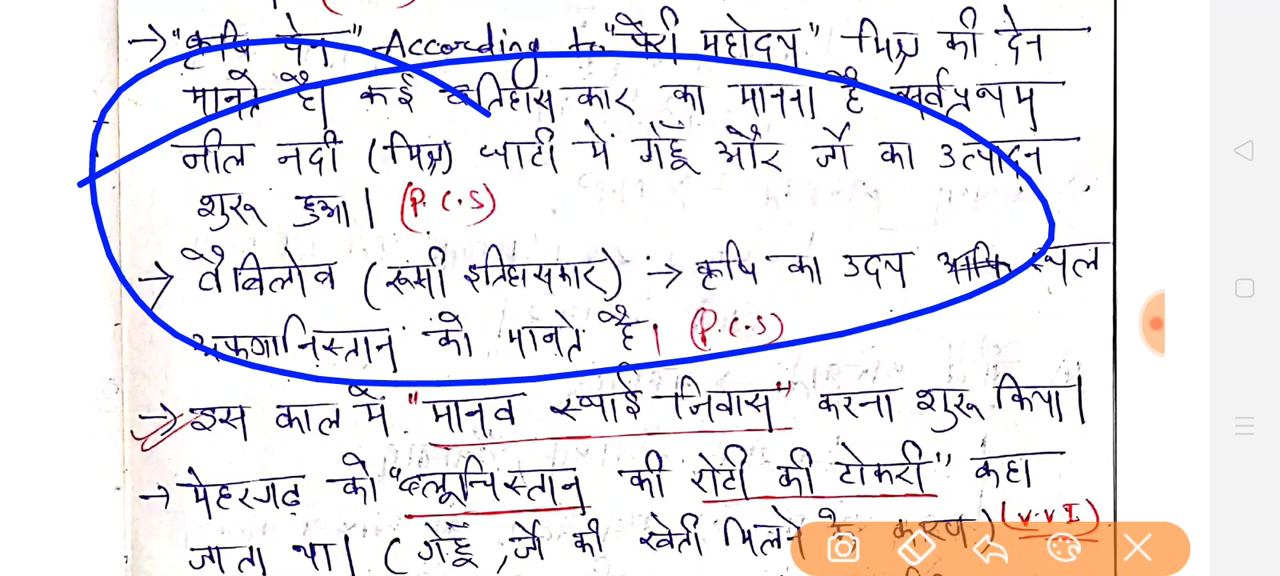 → "कृषि देन" According to "पैरी महोदय" मिस्र की देन
मानते है। कई इतिहास कार का मानना है सर्वप्रथम
नील नदी (मिस्र) घाटी में गेहूँ और जौ का उत्पादन
शुरू हुआ। (P.C.S)
→ वैविलोव (रूसी इतिहासकार) → कृषि का उदय स्थल
अफगानिस्तान को मानते है। (P.C.S)
→ इस काल में "मानव स्थाई निवास" करना शुरू किया।
→ मेहरगढ़ को "बलूचिस्तान की रोटी की टोकरी" कहा
जाता था। (गेहूँ, जौ की खेती मिलने के कारण) (V.V.I)